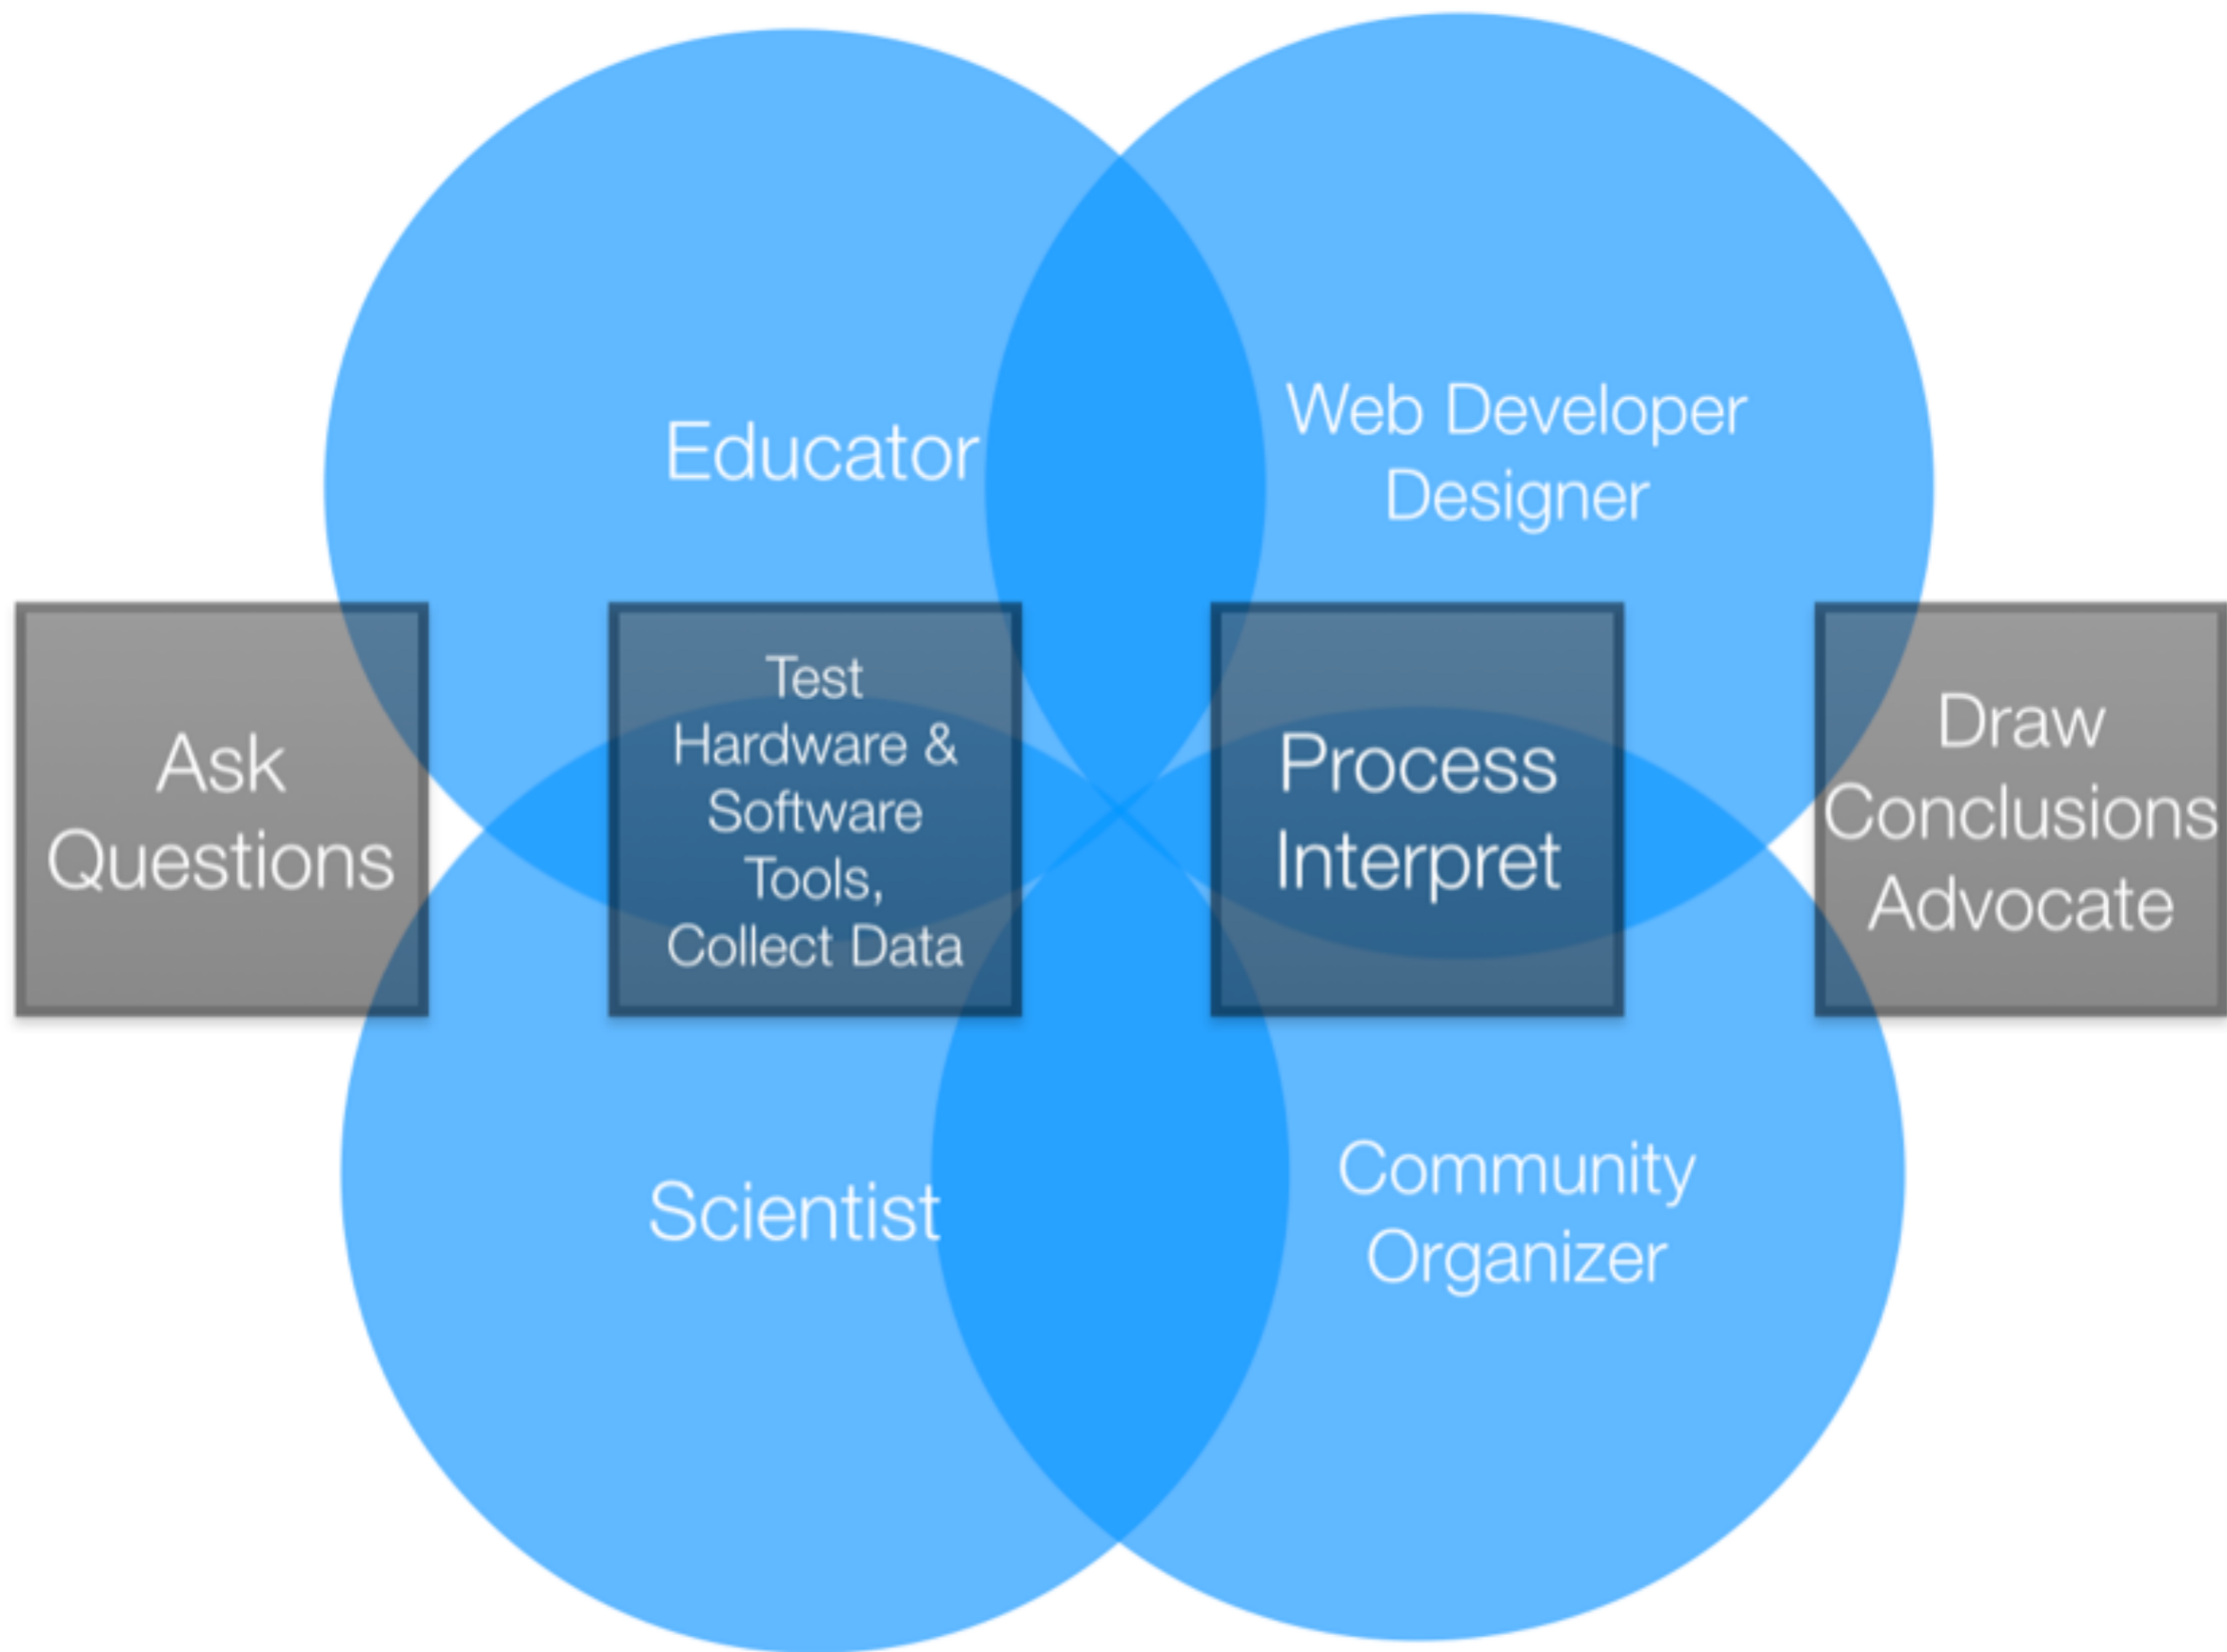 Educator
Web Developer
Designer
Ask
Questions
Test
Hardware &
Software
Tools,
Collect Data
Process
Interpret
Draw
Conclusions
Advocate
Scientist
Community
Organizer